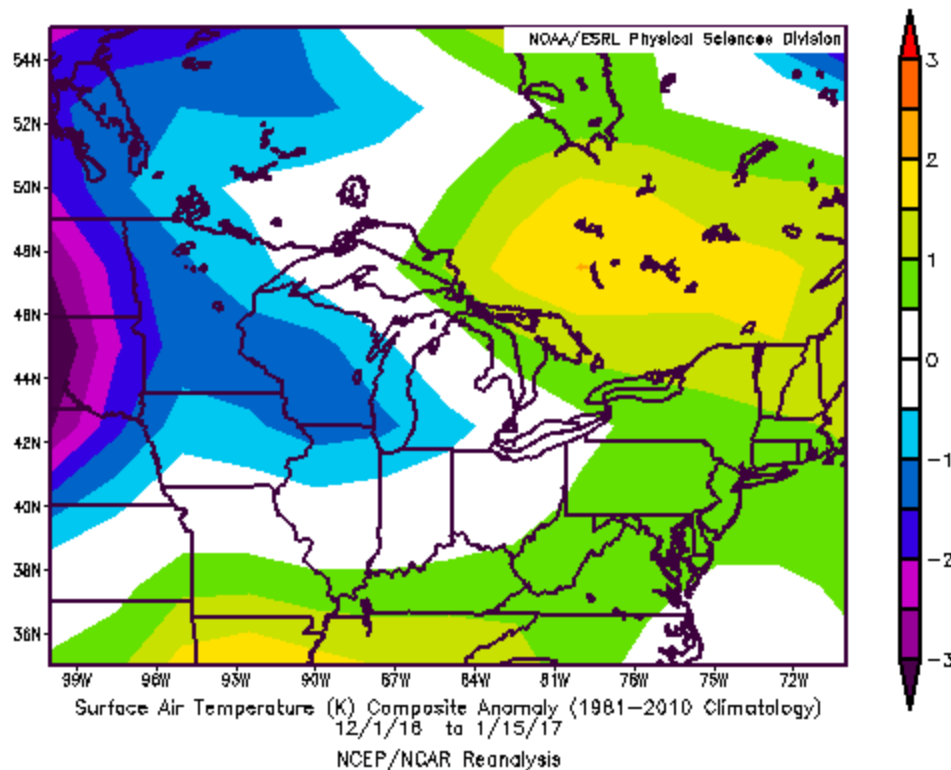 NOAA/ESRL Physical Sciences Division
54N
52N
50N
48N
46N
44N
42N
40N
38N
36N
99W
96W
93W
90W
87W
84W
81W
78W
75W
72W
3
2
1
0
-1
-2
-3
Surface Air Temperature (K) Composite Anomaly (1981-2010 Climatology)
12/1/16 to 1/15/17
NCEP/NCAR Reanalysis